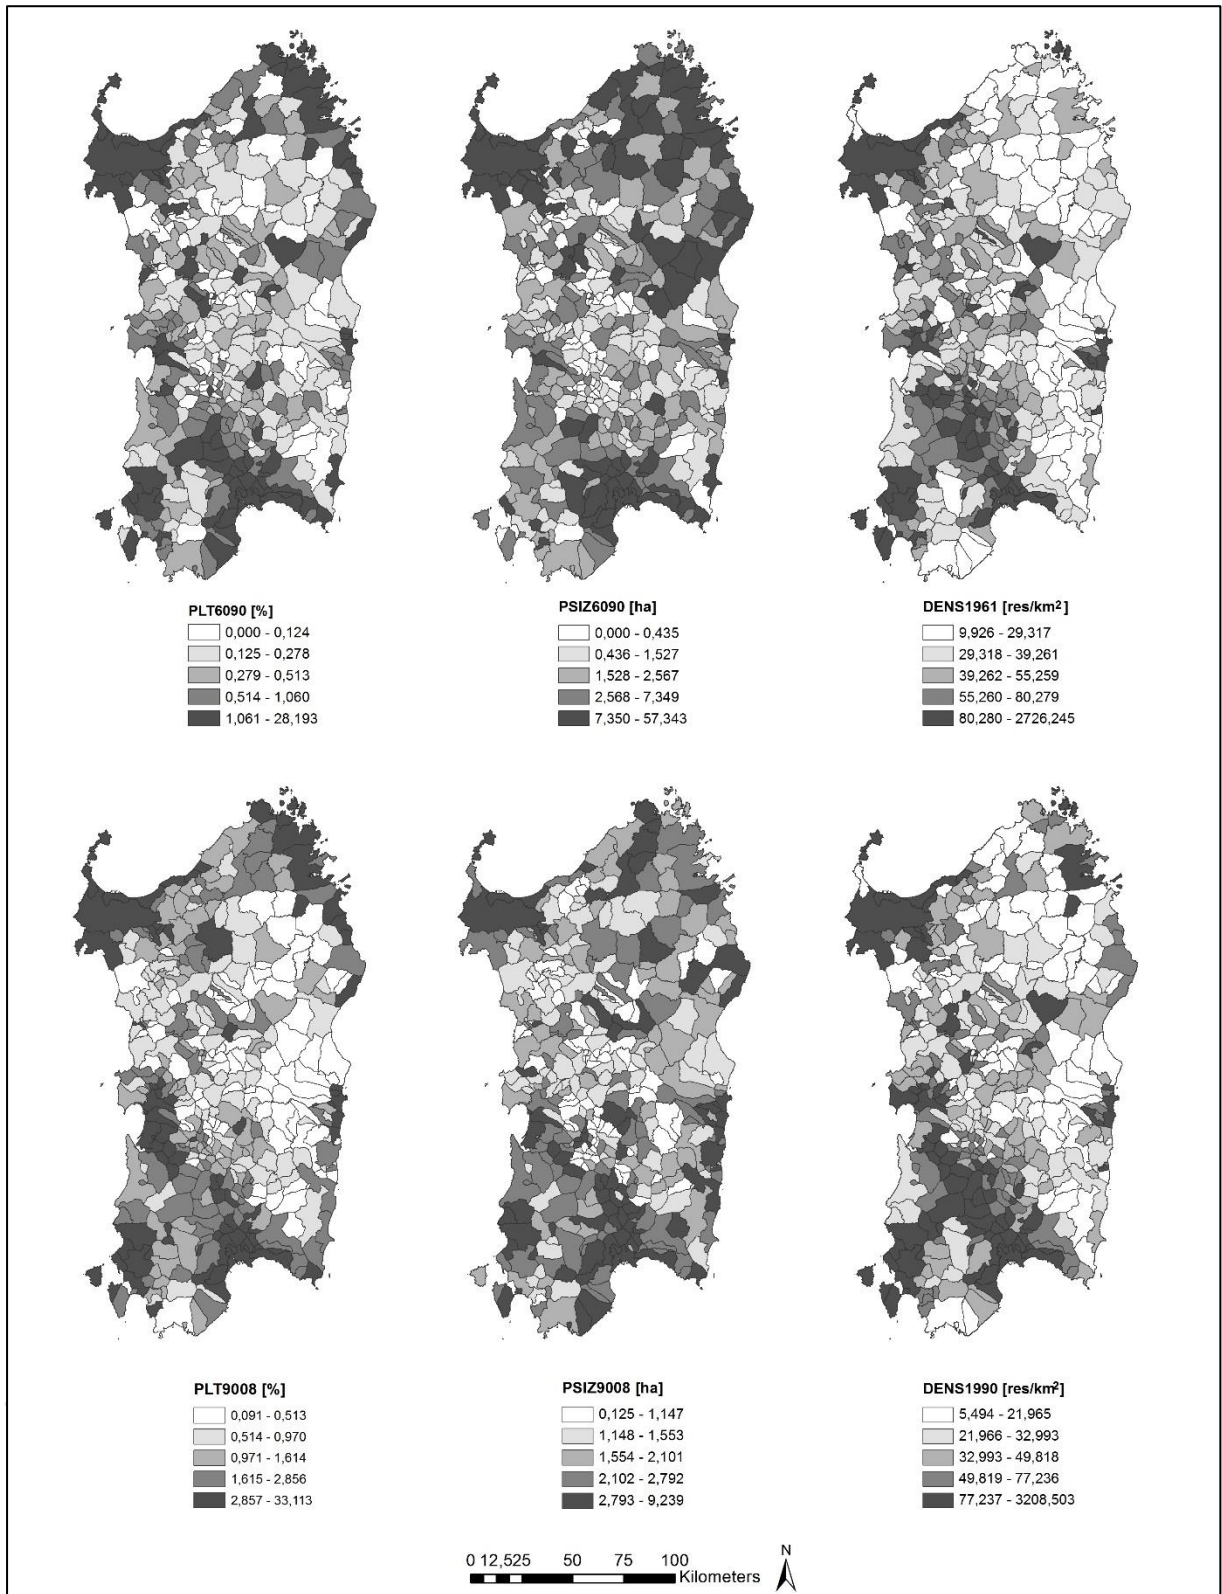 PLT6090 [%]
0,000 - 0,124
0,125 - 0,278
0,279 - 0,513
0,514 - 1,060
1,061 - 28,193
PSIZ6090 [ha]
0,000 - 0,435
0,436 - 1,527
1,528 - 2,567
2,568 - 7,349
7,350 - 57,343
DENS1961 [res/km²]
9,926 - 29,317
29,318 - 39,261
39,262 - 55,259
55,260 - 80,279
80,280 - 2726,245
PLT9008 [%]
0,091 - 0,513
0,514 - 0,970
0,971 - 1,614
1,615 - 2,856
2,857 - 33,113
PSIZ9008 [ha]
0,125 - 1,147
1,148 - 1,553
1,554 - 2,101
2,102 - 2,792
2,793 - 9,239
DENS1990 [res/km²]
5,494 - 21,965
21,966 - 32,993
32,993 - 49,818
49,819 - 77,236
77,237 - 3208,503
0 12,525 50 75 100
Kilometers
N